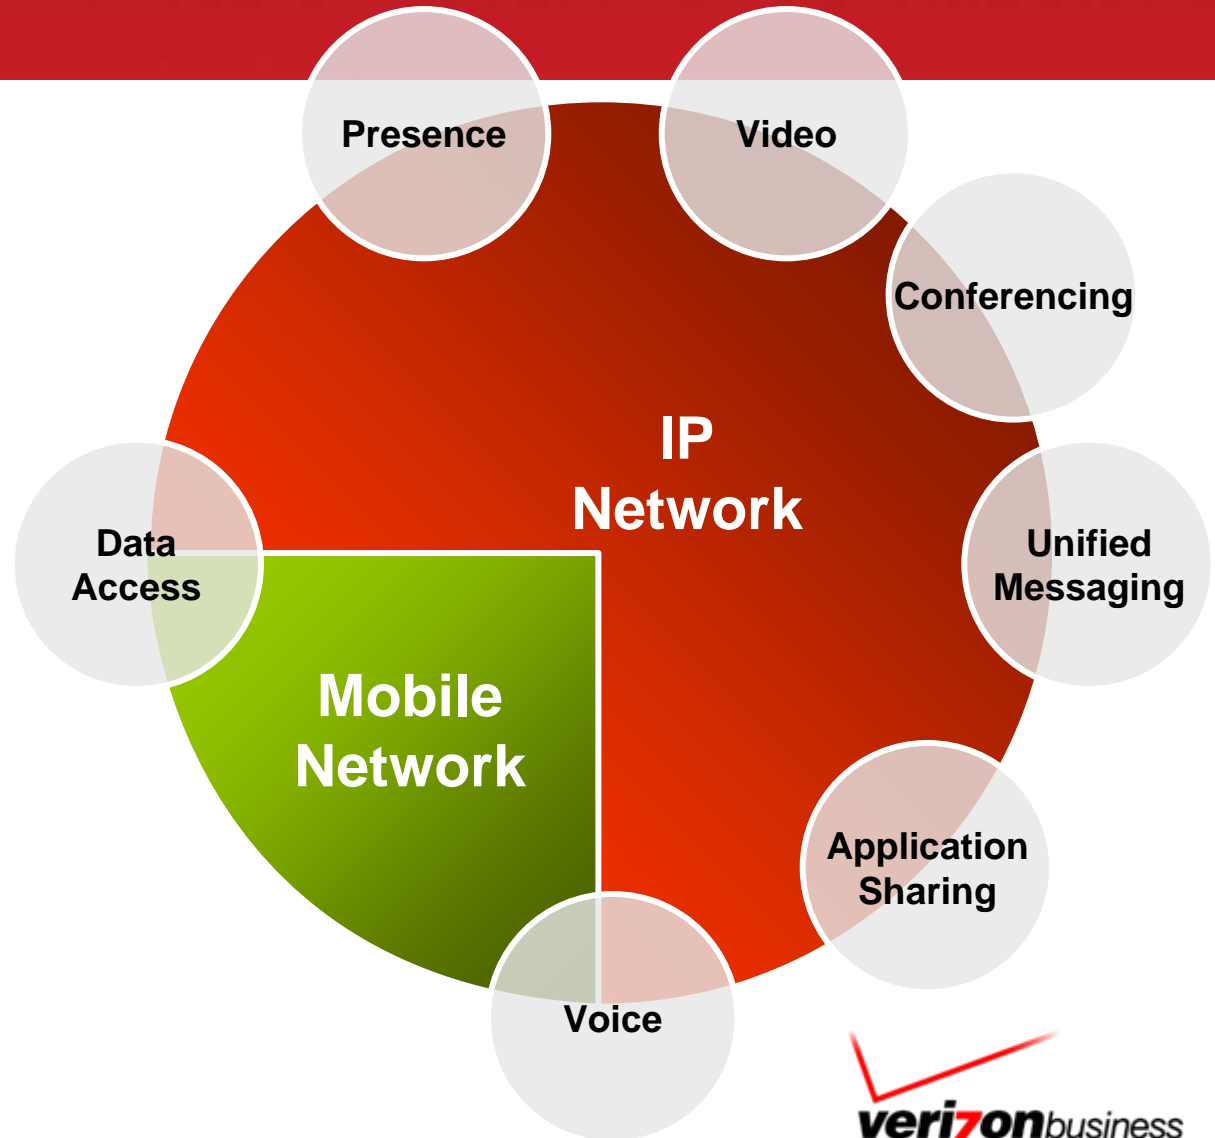 Presence
Video
Conferencing
IP
Network
Data
Access
Unified
Messaging
Mobile
Network
Application
Sharing
Voice
verizonbusiness